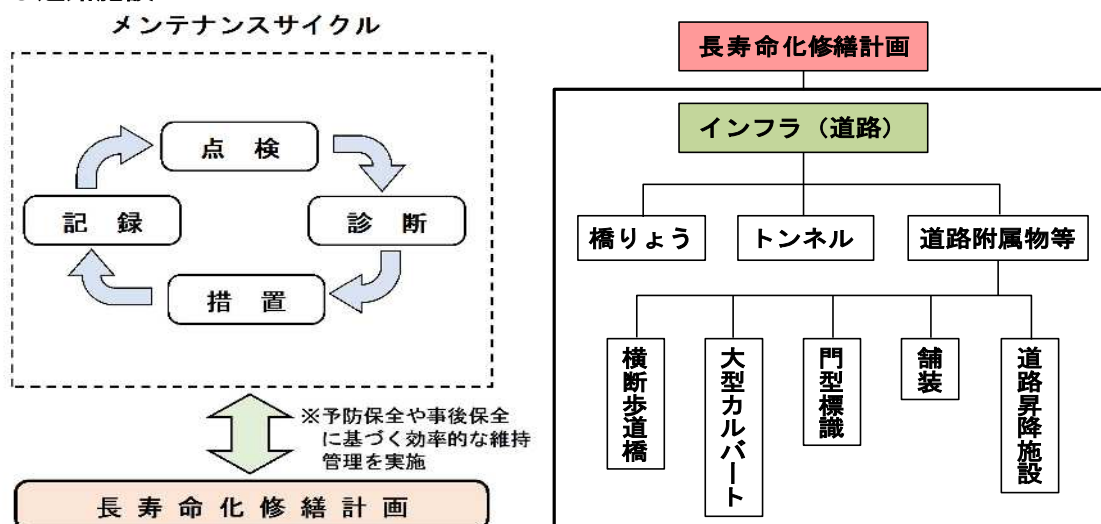 メンテナンスサイクル
点検
診断
措置
記録
※予防保全や事後保全
に基づく効率的な維持
管理を実施
長寿命化修繕計画
長寿命化修繕計画
インフラ（道路）
橋りょう
トンネル
道路附属物等
横断歩道橋
大型カルバート
門型標識
舗装
道路昇降施設